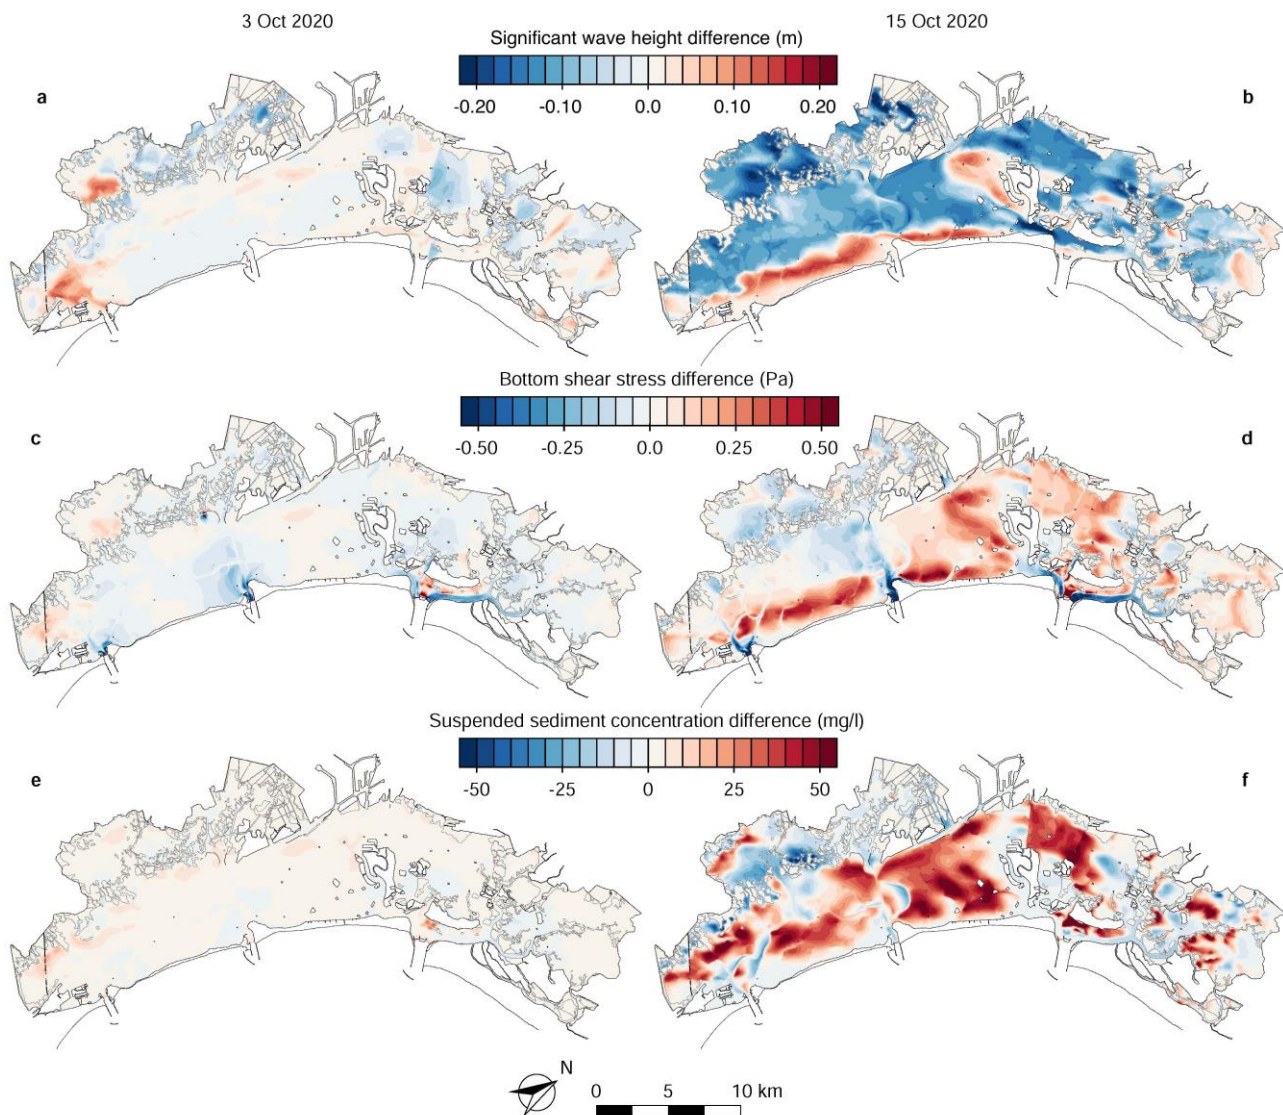 3 Oct 2020
15 Oct 2020
Significant wave height difference (m)
-0.20 -0.10 0.0 0.10 0.20
a
b
Bottom shear stress difference (Pa)
-0.50 -0.25 0.0 0.25 0.50
c
d
Suspended sediment concentration difference (mg/l)
-50 -25 0 25 50
e
f
N
0 5 10 km